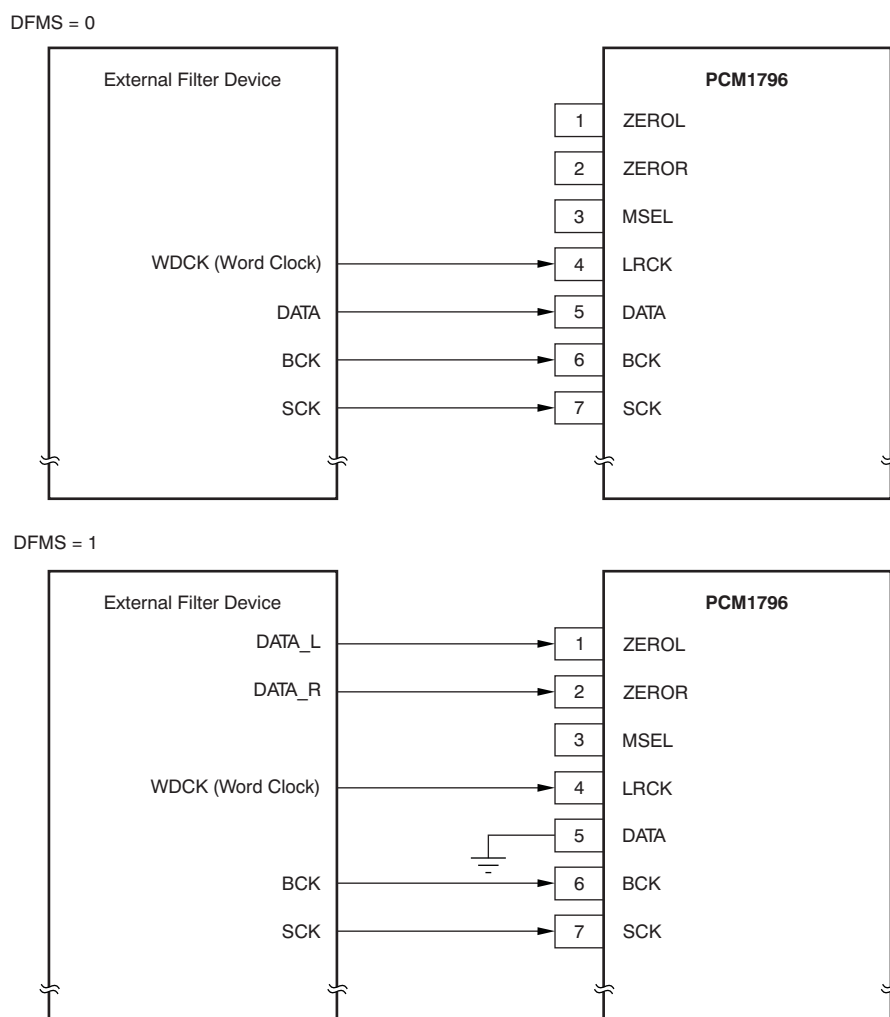 DFMS = 0
External Filter Device
PCM1796
1 ZEROL
2 ZEROR
3 MSEL
WDCK (Word Clock) 4 LRCK
DATA 5 DATA
BCK 6 BCK
SCK 7 SCK
DFMS = 1
External Filter Device
PCM1796
DATA_L 1 ZEROL
DATA_R 2 ZEROR
3 MSEL
WDCK (Word Clock) 4 LRCK
5 DATA
BCK 6 BCK
SCK 7 SCK